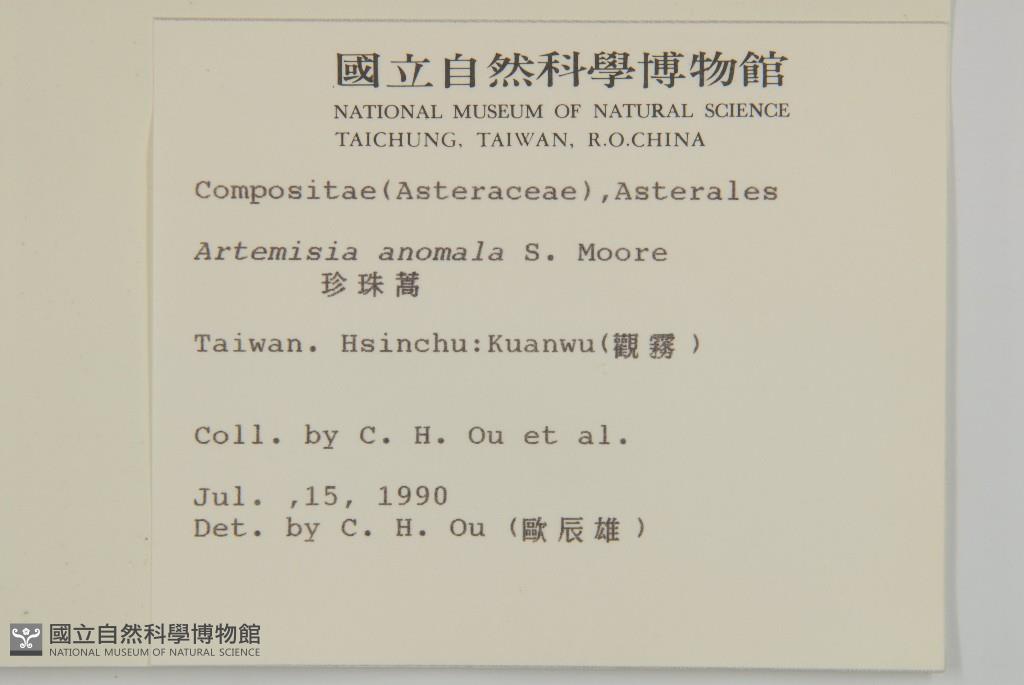 國立自然科學博物館
NATIONAL MUSEUM OF NATURAL SCIENCE
TAICHUNG, TAIWAN, R.O.CHINA
Compositae(Asteraceae),Asterales
Artemisia anomala S. Moore
珍珠蒿
Taiwan. Hsinchu:Kuanwu(觀霧)
Coll. by C. H. Ou et al.
Jul. ,15, 1990
Det. by C. H. Ou (歐辰雄)
國立自然科學博物館
NATIONAL MUSEUM OF NATURAL SCIENCE